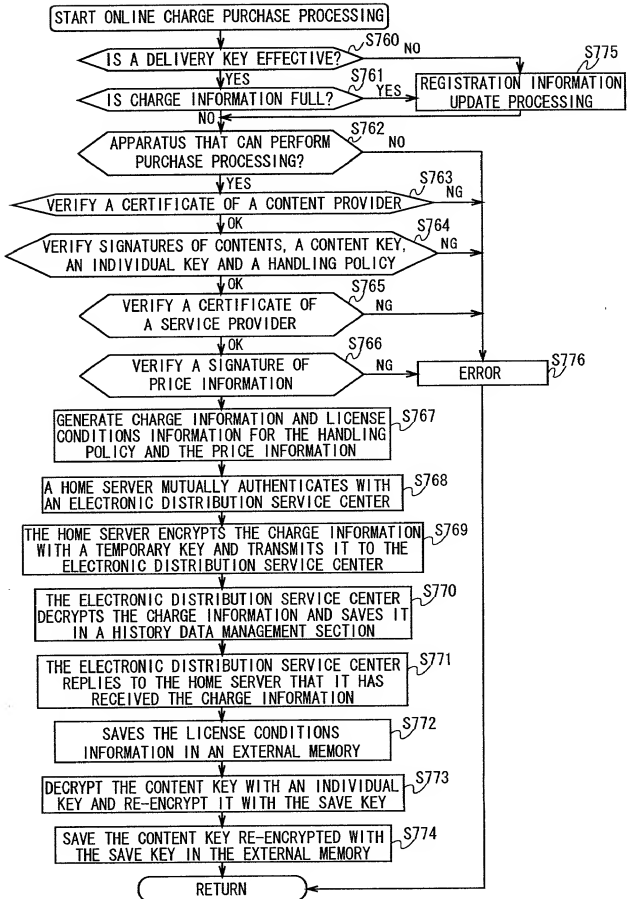 START ONLINE CHARGE PURCHASE PROCESSING
S760
IS A DELIVERY KEY EFFECTIVE?
NO
S775
YES
S761
IS CHARGE INFORMATION FULL?
YES
REGISTRATION INFORMATION
UPDATE PROCESSING
NO
S762
APPARATUS THAT CAN PERFORM
PURCHASE PROCESSING?
NO
YES
S763
VERIFY A CERTIFICATE OF A CONTENT PROVIDER
NG
OK
S764
VERIFY SIGNATURES OF CONTENTS, A CONTENT KEY,
AN INDIVIDUAL KEY AND A HANDLING POLICY
NG
OK
S765
VERIFY A CERTIFICATE OF
A SERVICE PROVIDER
NG
OK
S766
VERIFY A SIGNATURE OF
PRICE INFORMATION
NG
ERROR
S776
GENERATE CHARGE INFORMATION AND LICENSE
CONDITIONS INFORMATION FOR THE HANDLING
POLICY AND THE PRICE INFORMATION
S767
A HOME SERVER MUTUALLY AUTHENTICATES WITH
AN ELECTRONIC DISTRIBUTION SERVICE CENTER
S768
THE HOME SERVER ENCRYPTS THE CHARGE INFORMATION
WITH A TEMPORARY KEY AND TRANSMITS IT TO THE
ELECTRONIC DISTRIBUTION SERVICE CENTER
S769
THE ELECTRONIC DISTRIBUTION SERVICE CENTER
DECRYPTS THE CHARGE INFORMATION AND SAVES IT
IN A HISTORY DATA MANAGEMENT SECTION
S770
THE ELECTRONIC DISTRIBUTION SERVICE CENTER
REPLIES TO THE HOME SERVER THAT IT HAS
RECEIVED THE CHARGE INFORMATION
S771
SAVES THE LICENSE CONDITIONS
INFORMATION IN AN EXTERNAL MEMORY
S772
DECRYPT THE CONTENT KEY WITH AN INDIVIDUAL
KEY AND RE-ENCRYPT IT WITH THE SAVE KEY
S773
SAVE THE CONTENT KEY RE-ENCRYPTED WITH
THE SAVE KEY IN THE EXTERNAL MEMORY
S774
RETURN